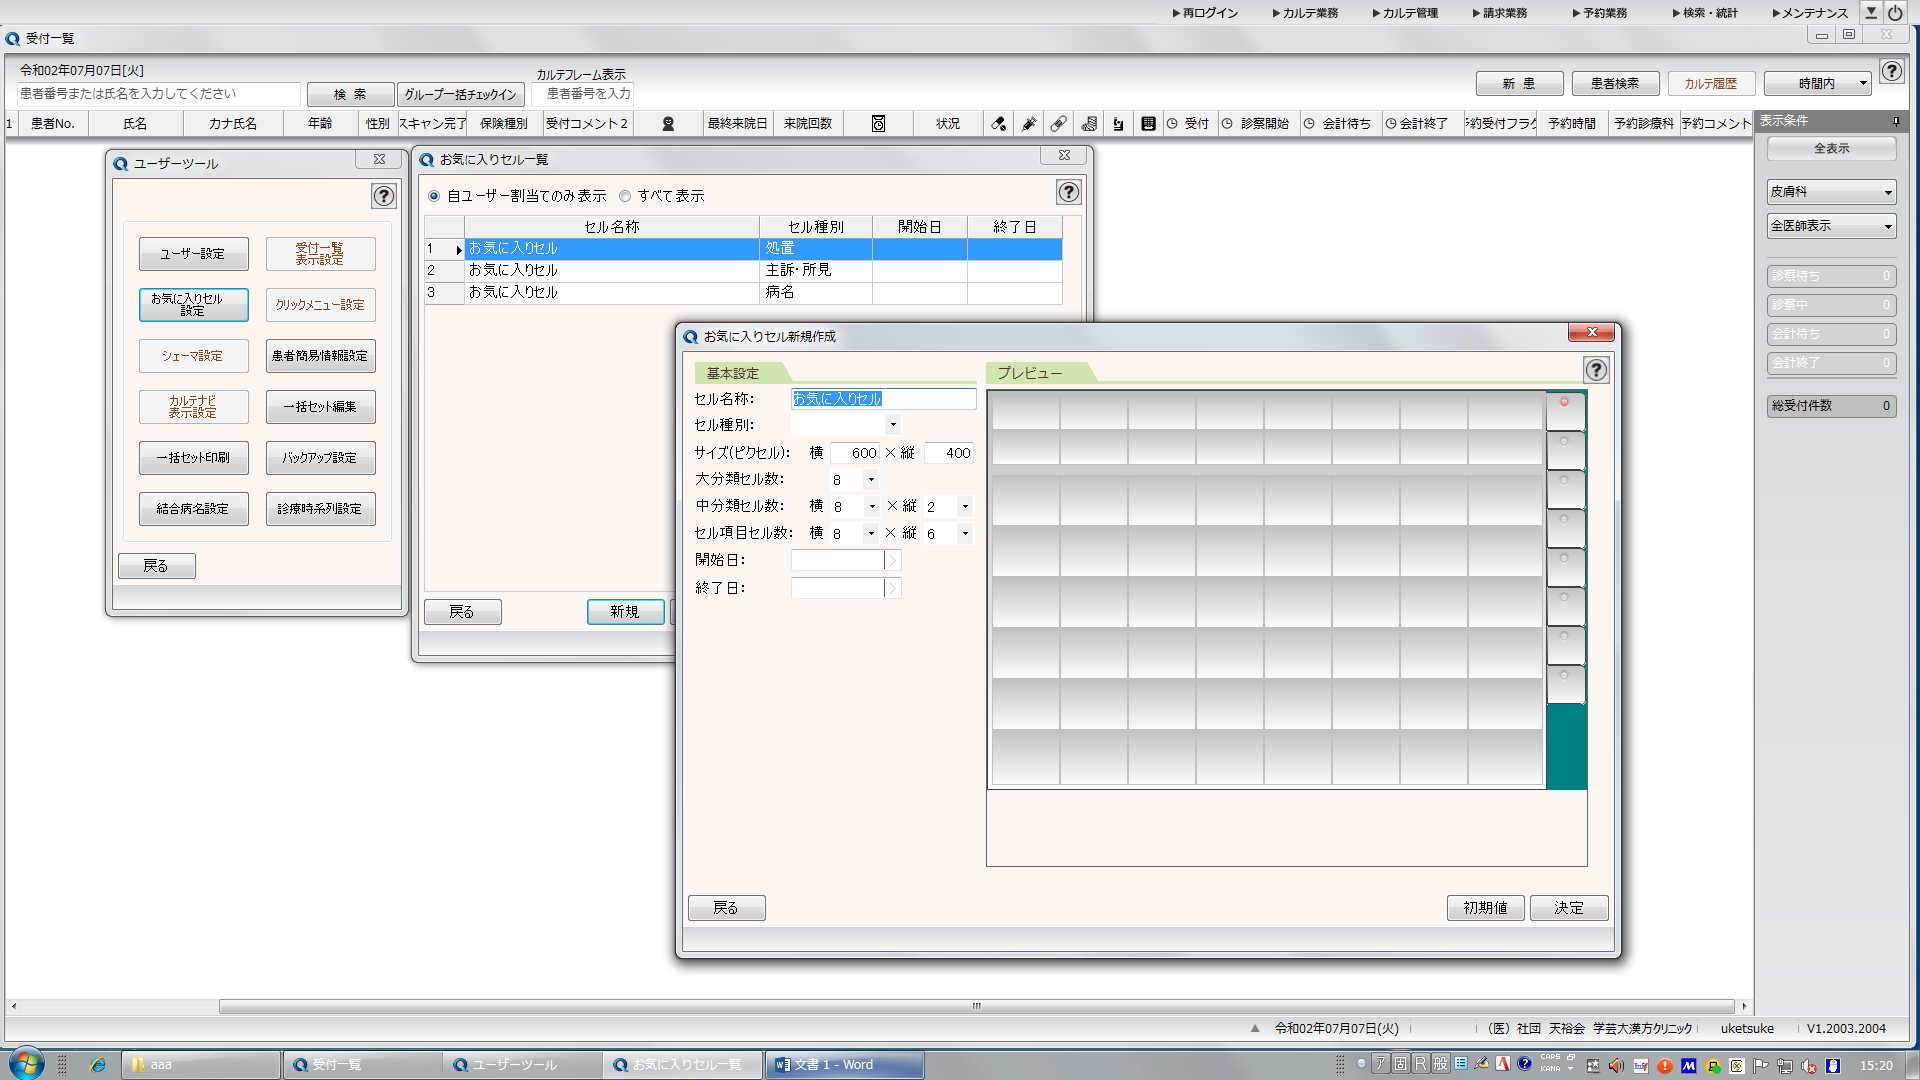 ▶再ログイン ▶カルテ業務 ▶カルテ管理 ▶請求業務 ▶予約業務 ▶検索・統計 ▶メンテナンス
受付一覧
令和02年07月07日[火]
カルテフレーム表示
患者番号または氏名を入力してください 検 索 グループ一括チェックイン 患者番号を入力 新 患 患者検索 カルテ履歴 時間内
1 患者No. 氏名 カナ氏名 年齢 性別 スキャン完了 保険種別 受付コメント2 最終来院日 来院回数 状況 受付 診察開始 会計待ち 会計終了 予約受付フラグ 予約時間 予約診療科 予約コメント
表示条件
全表示
皮膚科
全医師表示
診察待ち 0
診察中 0
会計待ち 0
会計終了 0
総受付件数 0
ユーザーツール
ユーザー設定 受付一覧
表示設定
お気に入りセル
設定 クリックメニュー設定
シェーマ設定 患者簡易情報設定
カルテナビ
表示設定 一括セット編集
一括セット印刷 バックアップ設定
結合病名設定 診療時系列設定
戻る
お気に入りセル一覧
自ユーザー割当てのみ表示 すべて表示
セル名称 セル種別 開始日 終了日
1 お気に入りセル 処置
2 お気に入りセル 主訴・所見
3 お気に入りセル 病名
戻る 新規
お気に入りセル新規作成
基本設定 プレビュー
セル名称: お気に入りセル
セル種別:
サイズ(ピクセル): 横 600 × 縦 400
大分類セル数: 8
中分類セル数: 横 8 × 縦 2
セル項目セル数: 横 8 × 縦 6
開始日:
終了日:
戻る 初期値 決定
令和02年07月07日(火) (医)社団 天裕会 学芸大漢方クリニック uketsuke V1.2003.2004
aaa 受付一覧 ユーザーツール お気に入りセル一覧 文書 1 - Word ア 固 R 般 CAPS KANA 15:20